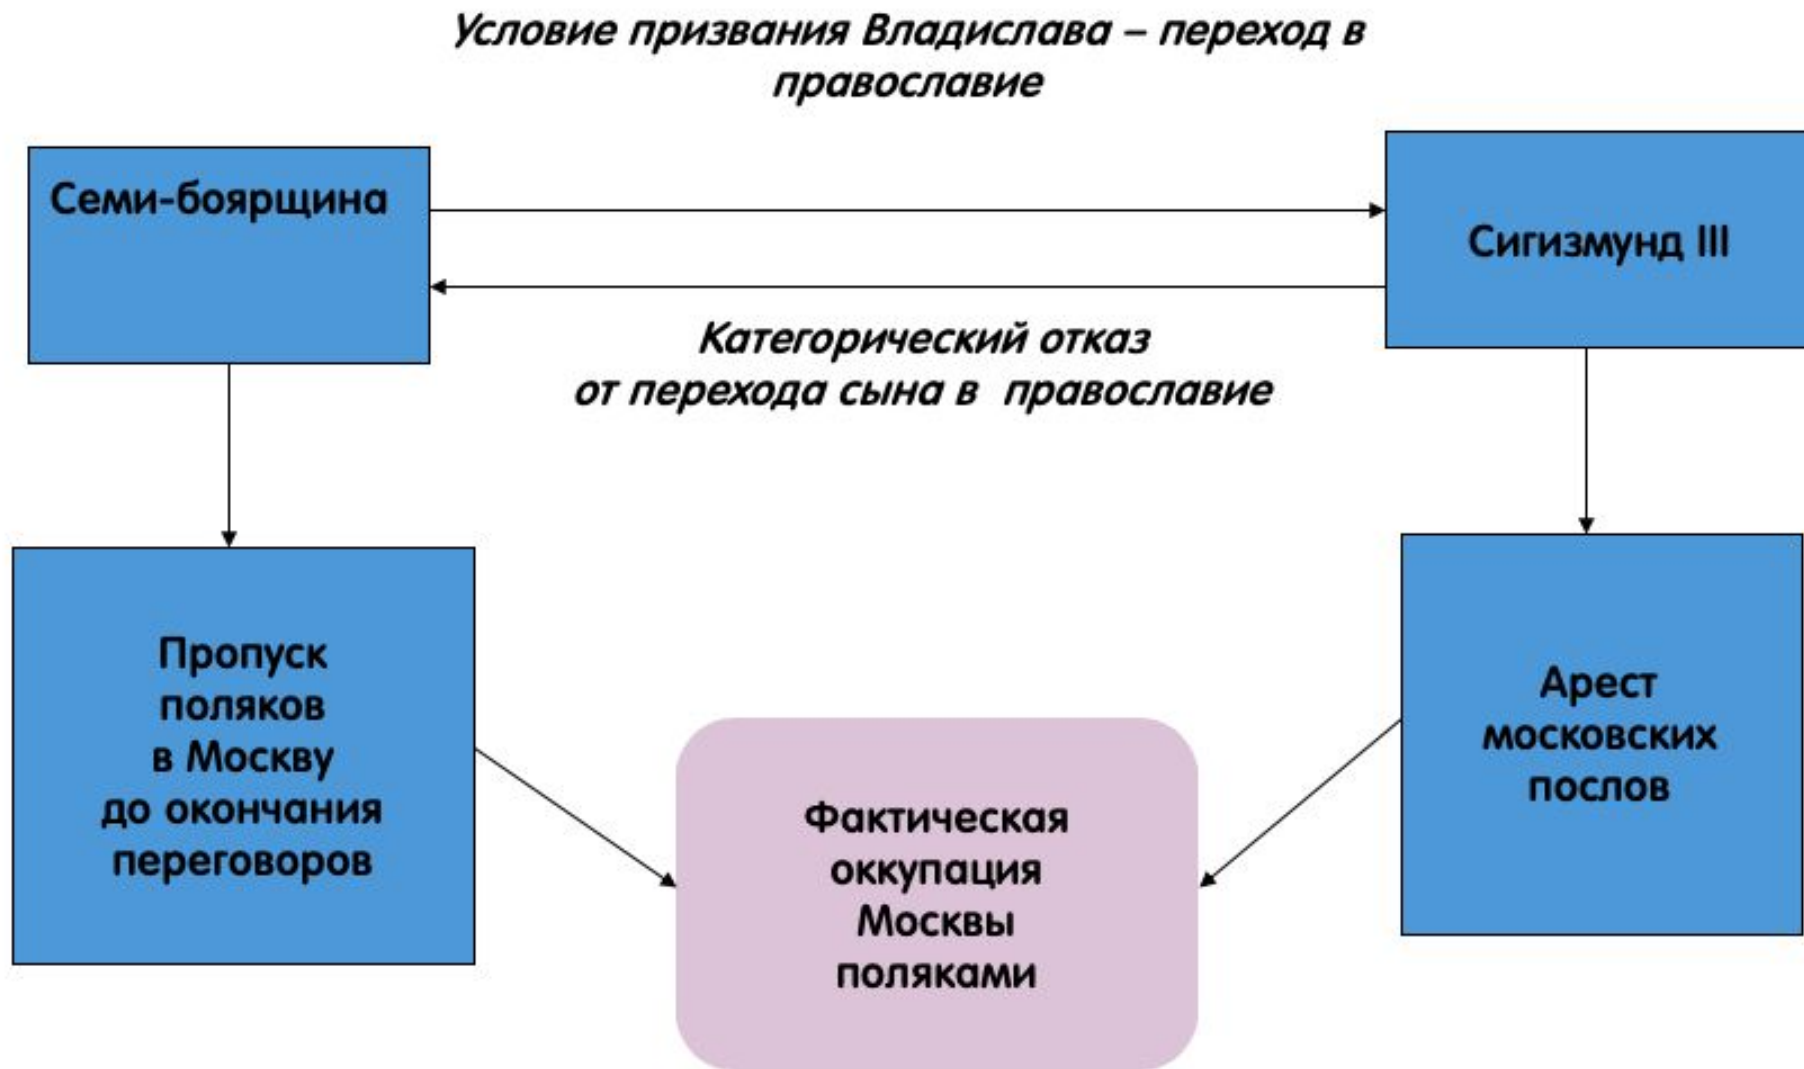 Условие призвания Владислава – переход в
православие
Семи-боярщина
Сигизмунд III
Категорический отказ
от перехода сына в православие
Пропуск
поляков
в Москву
до окончания
переговоров
Арест
московских
послов
Фактическая
оккупация
Москвы
поляками